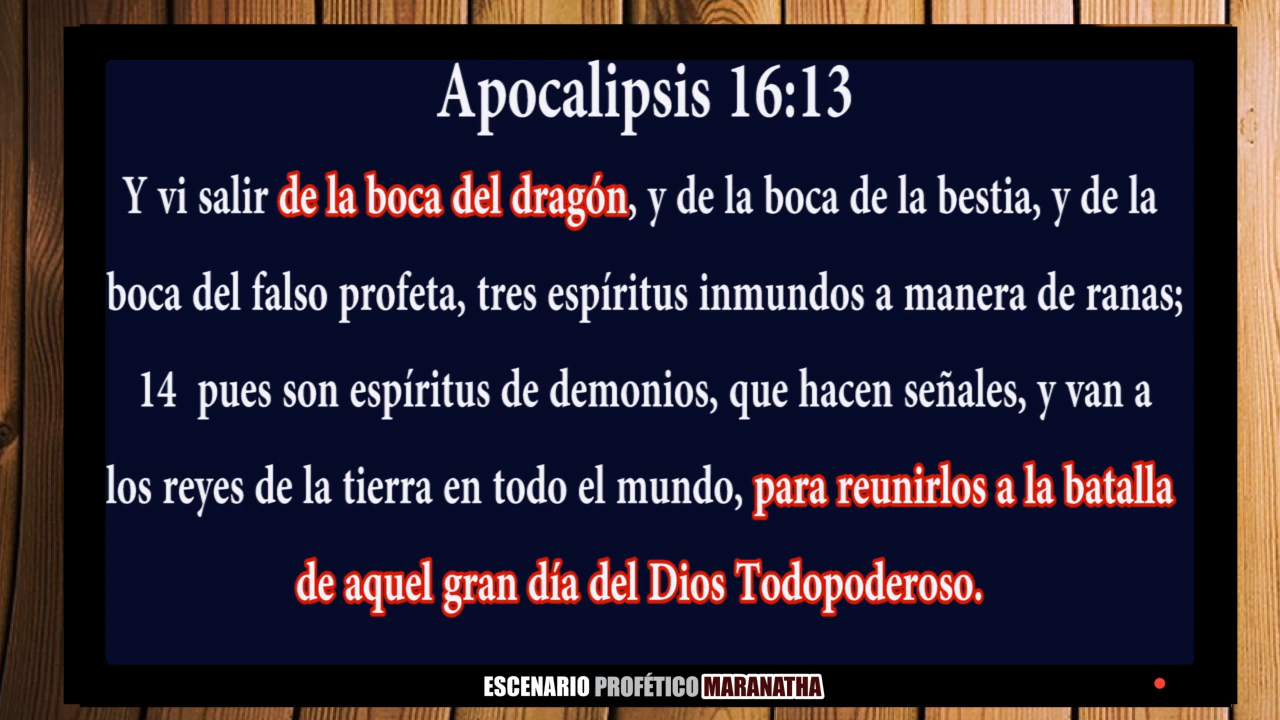 Apocalipsis 16:13
Y vi salir de la boca del dragón, y de la boca de la bestia, y de la
boca del falso profeta, tres espíritus inmundos a manera de ranas;
14 pues son espíritus de demonios, que hacen señales, y van a
los reyes de la tierra en todo el mundo, para reunirlos a la batalla
de aquel gran día del Dios Todopoderoso.
ESCENARIO PROFÉTICO MARANATHA